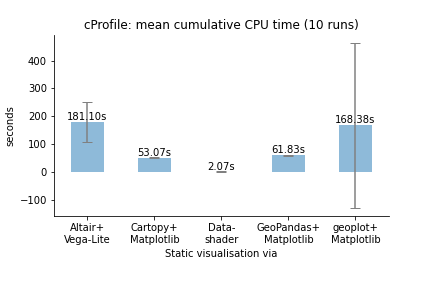 cProfile: mean cumulative CPU time (10 runs)
seconds
400
300
200
100
0
−100
181.10s
53.07s
2.07s
61.83s
168.38s
Altair+
Vega-Lite
Cartopy+
Matplotlib
Data-
shader
GeoPandas+
Matplotlib
geoplot+
Matplotlib
Static visualisation via